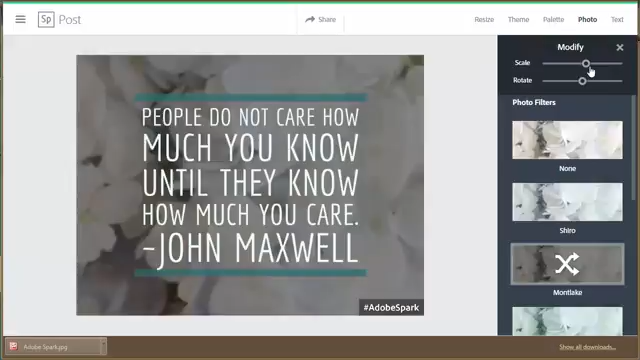 Sp Post
Share
Resize Theme Palette Photo Text
Modify
Scale
Rotate
Photo Filters
None
Shiro
Montlake
PEOPLE DO NOT CARE HOW
MUCH YOU KNOW
UNTIL THEY KNOW
HOW MUCH YOU CARE.
-JOHN MAXWELL
#AdobeSpark
Adobe Spark.jpg
Show all downloads...